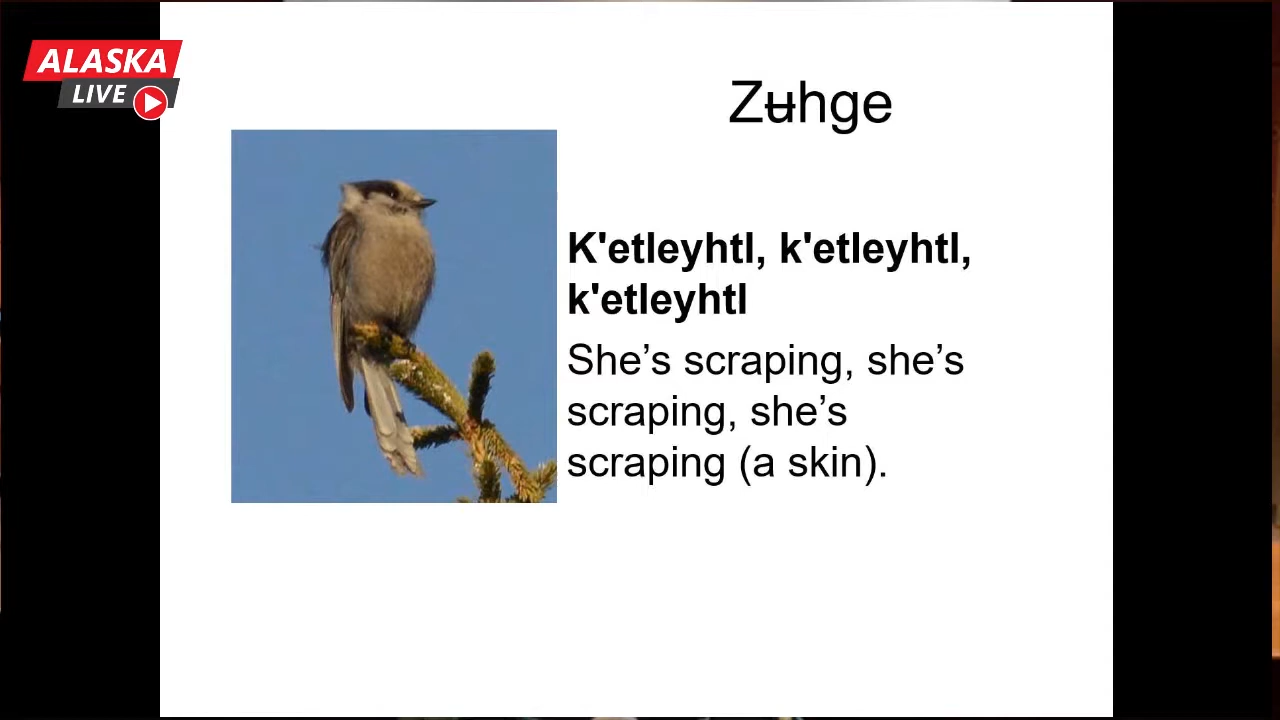 ALASKA
LIVE
Zʉhge
K'etleyhtl, k'etleyhtl,
k'etleyhtl
She’s scraping, she’s
scraping, she’s
scraping (a skin).